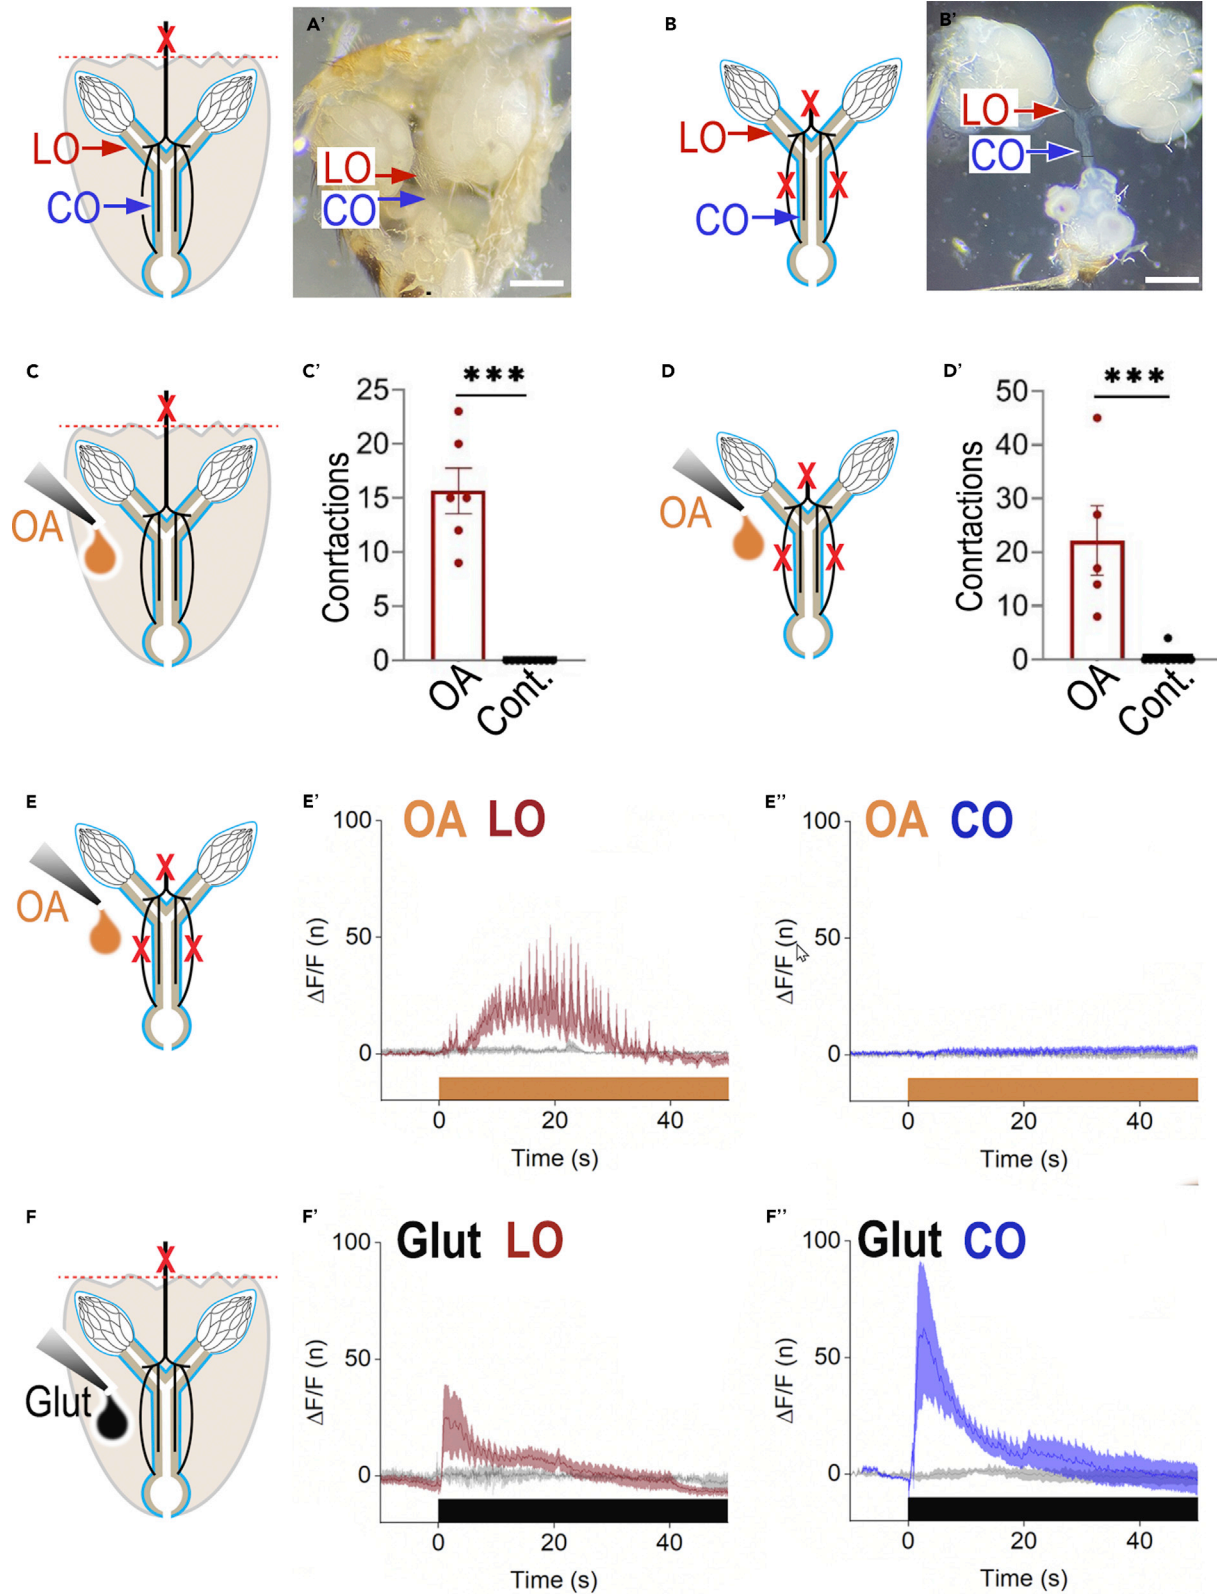 A'
B
B'
X
LO
CO
LO
CO
LO
CO
X
X
X
LO
CO
C
C'
D
D'
X
OA
25
20
15
10
5
0
Conrtactions
***
OA
Cont.
X
X
X
OA
50
40
30
20
10
0
Conrtactions
***
OA
Cont.
E
E'
E''
X
X
X
OA
OA LO
100
50
0
ΔF/F (n)
0 20 40
Time (s)
OA CO
100
50
0
ΔF/F (n)
0 20 40
Time (s)
F
F'
F''
X
Glut
Glut LO
100
50
0
ΔF/F (n)
0 20 40
Time (s)
Glut CO
100
50
0
ΔF/F (n)
0 20 40
Time (s)